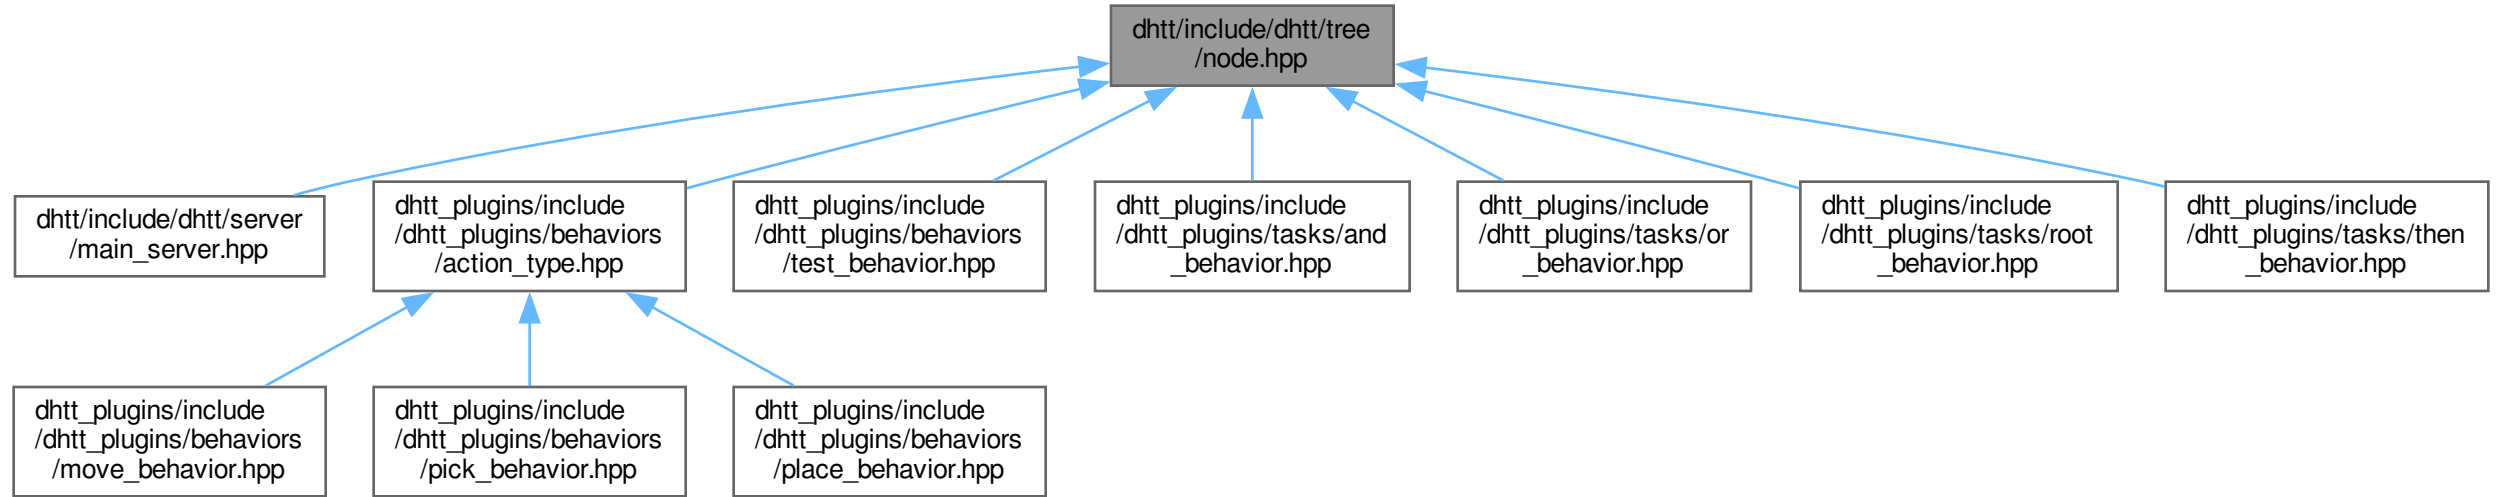 dhtt/include/dhtt/tree
/node.hpp
dhtt/include/dhtt/server
/main_server.hpp
dhtt_plugins/include
/dhtt_plugins/behaviors
/action_type.hpp
dhtt_plugins/include
/dhtt_plugins/behaviors
/test_behavior.hpp
dhtt_plugins/include
/dhtt_plugins/tasks/and
_behavior.hpp
dhtt_plugins/include
/dhtt_plugins/tasks/or
_behavior.hpp
dhtt_plugins/include
/dhtt_plugins/tasks/root
_behavior.hpp
dhtt_plugins/include
/dhtt_plugins/tasks/then
_behavior.hpp
dhtt_plugins/include
/dhtt_plugins/behaviors
/move_behavior.hpp
dhtt_plugins/include
/dhtt_plugins/behaviors
/pick_behavior.hpp
dhtt_plugins/include
/dhtt_plugins/behaviors
/place_behavior.hpp